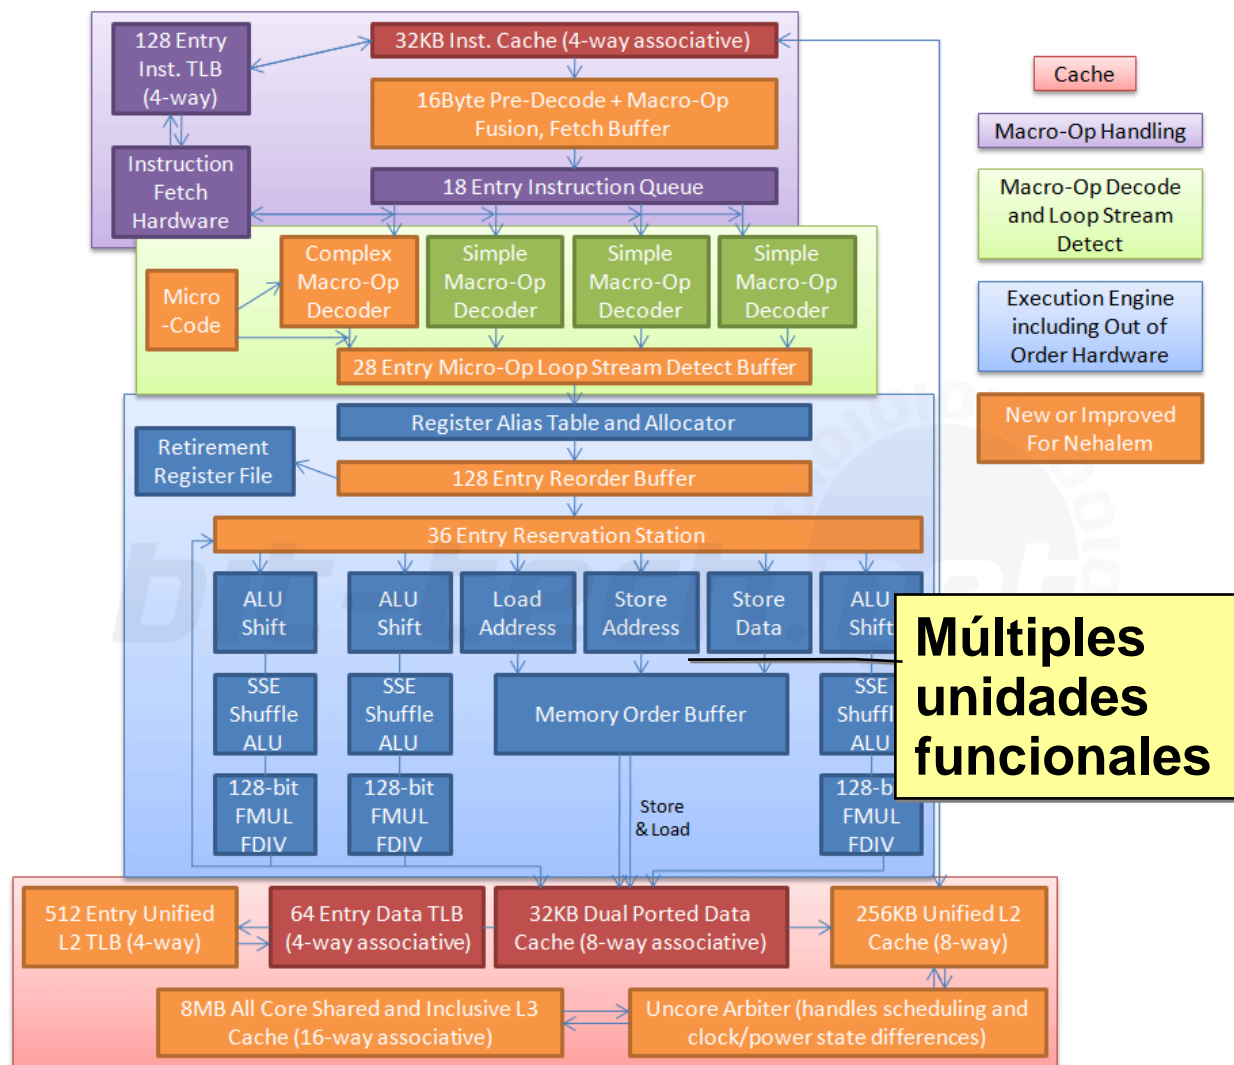 128 Entry
Inst. TLB
(4-way)
32KB Inst. Cache (4-way associative)
16Byte Pre-Decode + Macro-Op
Fusion, Fetch Buffer
Instruction
Fetch
Hardware
18 Entry Instruction Queue
Cache
Macro-Op Handling
Macro-Op Decode
and Loop Stream
Detect
Execution Engine
including Out of
Order Hardware
New or Improved
For Nehalem
Micro
-Code
Complex
Macro-Op
Decoder
Simple
Macro-Op
Decoder
Simple
Macro-Op
Decoder
Simple
Macro-Op
Decoder
28 Entry Micro-Op Loop Stream Detect Buffer
Register Alias Table and Allocator
Retirement
Register File
128 Entry Reorder Buffer
36 Entry Reservation Station
ALU
Shift
ALU
Shift
Load
Address
Store
Address
Store
Data
ALU
Shift
Múltiples
unidades
funcionales
SSE
Shuffle
ALU
SSE
Shuffle
ALU
Memory Order Buffer
SSE
Shuffl
ALU
128-bit
FMUL
FDIV
128-bit
FMUL
FDIV
Store
& Load
128-b
FMUL
FDIV
512 Entry Unified
L2 TLB (4-way)
64 Entry Data TLB
(4-way associative)
32KB Dual Ported Data
Cache (8-way associative)
256KB Unified L2
Cache (8-way)
8MB All Core Shared and Inclusive L3
Cache (16-way associative)
Uncore Arbiter (handles scheduling and
clock/power state differences)
bit-tech.net